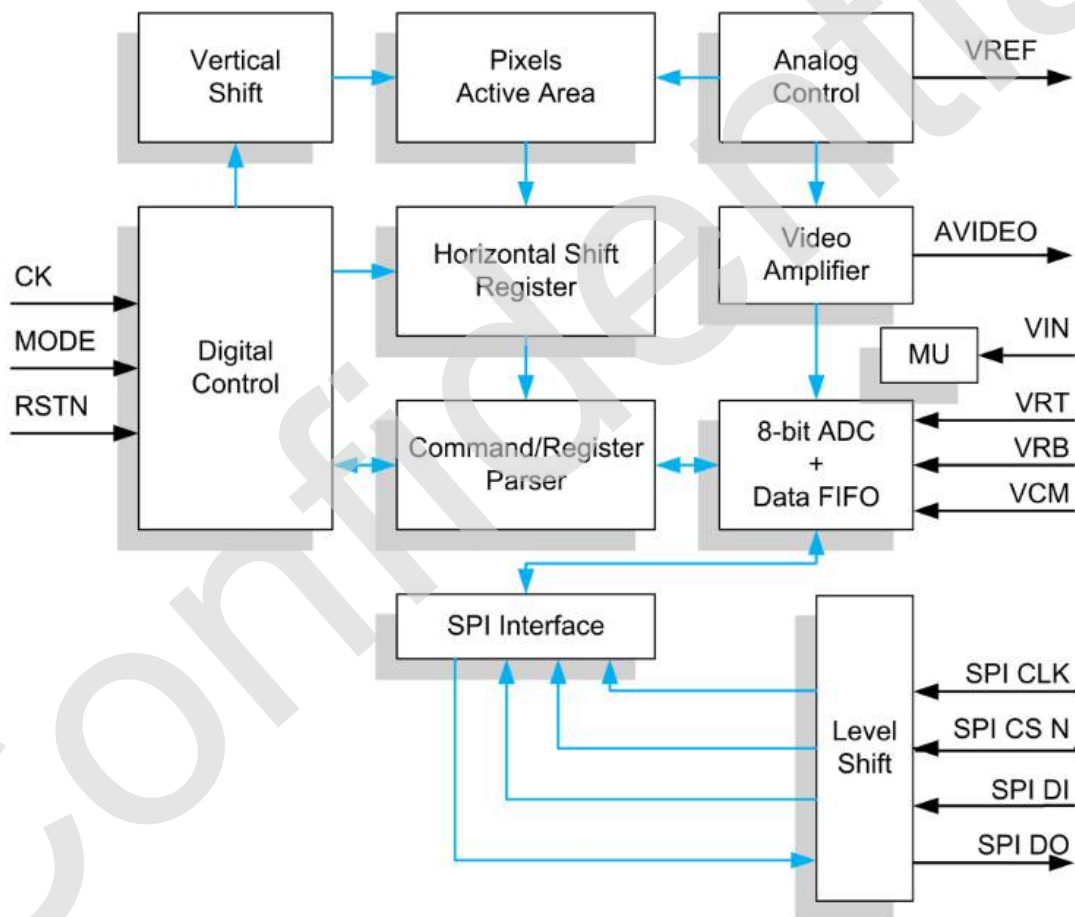 Vertical
Shift
Pixels
Active Area
Analog
Control
VREF
CK
MODE
RSTN
Digital
Control
Horizontal Shift
Register
Video
Amplifier
AVIDEO
MU
VIN
Command/Register
Parser
8-bit ADC
+
Data FIFO
VRT
VRB
VCM
SPI Interface
Level
Shift
SPI CLK
SPI CS N
SPI DI
SPI DO
Confidential